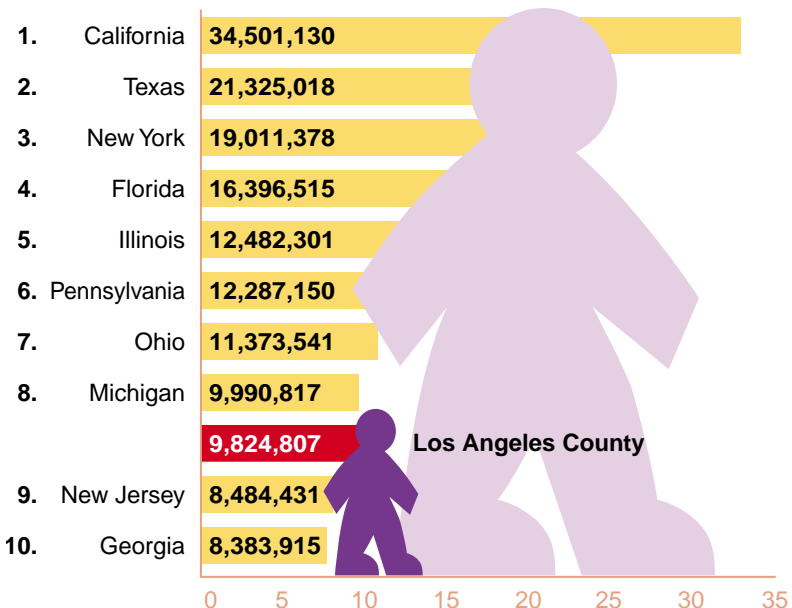 1. California 34,501,130
2. Texas 21,325,018
3. New York 19,011,378
4. Florida 16,396,515
5. Illinois 12,482,301
6. Pennsylvania 12,287,150
7. Ohio 11,373,541
8. Michigan 9,990,817
9,824,807 Los Angeles County
9. New Jersey 8,484,431
10. Georgia 8,383,915
0 5 10 15 20 25 30 35